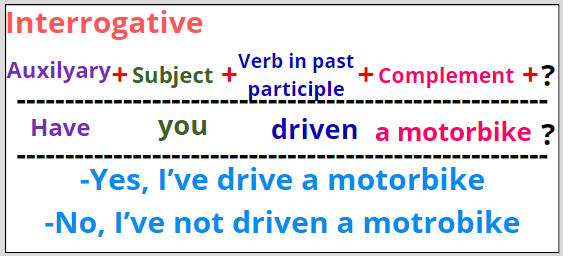 Interrogative
Auxilyary + Subject + Verb in past participle + Complement + ?
Have you driven a motorbike ?
-Yes, I’ve drive a motorbike
-No, I’ve not driven a motrobike